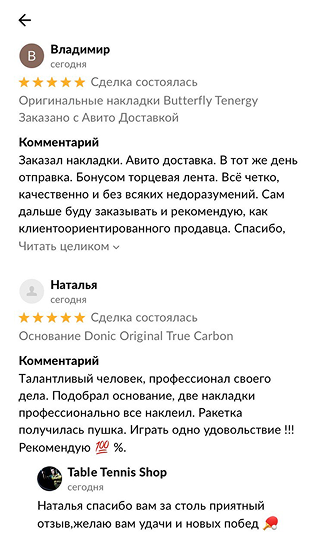 В
Владимир
сегодня
Сделка состоялась
Оригинальные накладки Butterfly Tenergy
Заказано с Авито Доставкой
Комментарий
Заказал накладки. Авито доставка. В тот же день
отправка. Бонусом торцевая лента. Всё четко,
качественно и без всяких недоразумений. Сам
дальше буду заказывать и рекомендую, как
клиентоориентированного продавца. Спасибо,
Читать целиком
Наталья
сегодня
Сделка состоялась
Основание Donic Original True Carbon
Комментарий
Талантливый человек, профессионал своего
дела. Подобрал основание, две накладки
профессионально все наклеил. Ракетка
получилась пушка. Играть одно удовольствие !!!
Рекомендую 💯 %.
Table Tennis Shop
сегодня
Наталья спасибо вам за столь приятный
отзыв,желаю вам удачи и новых побед 🏓